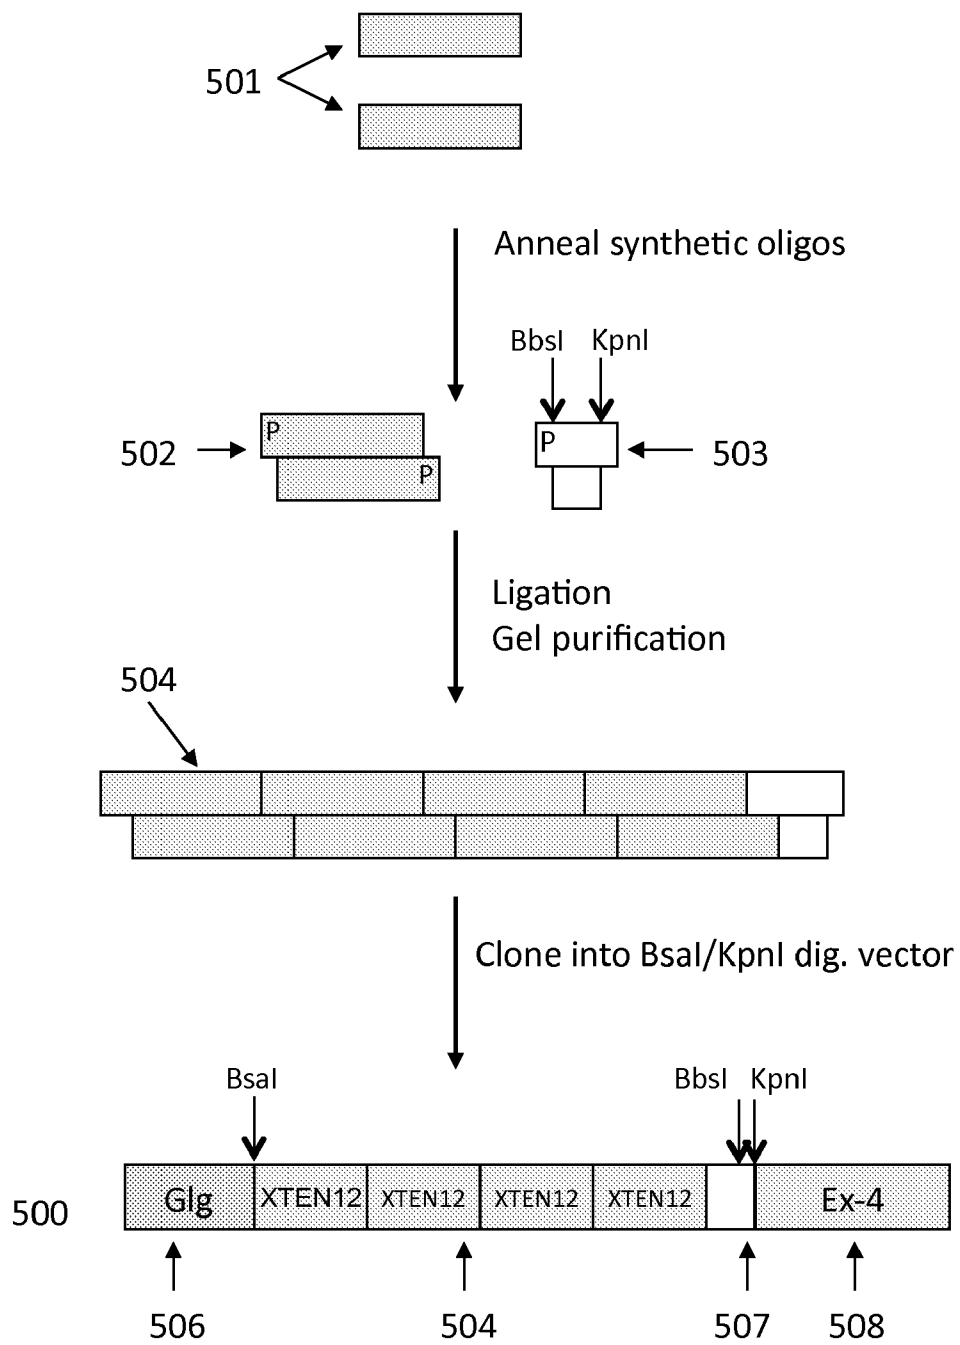 501
Anneal synthetic oligos
BbsI KpnI
502 P P P 503
Ligation
Gel purification
504
Clone into BsaI/KpnI dig. vector
BsaI BbsI KpnI
500 Glg XTEN12 XTEN12 XTEN12 XTEN12 Ex-4
506 504 507 508